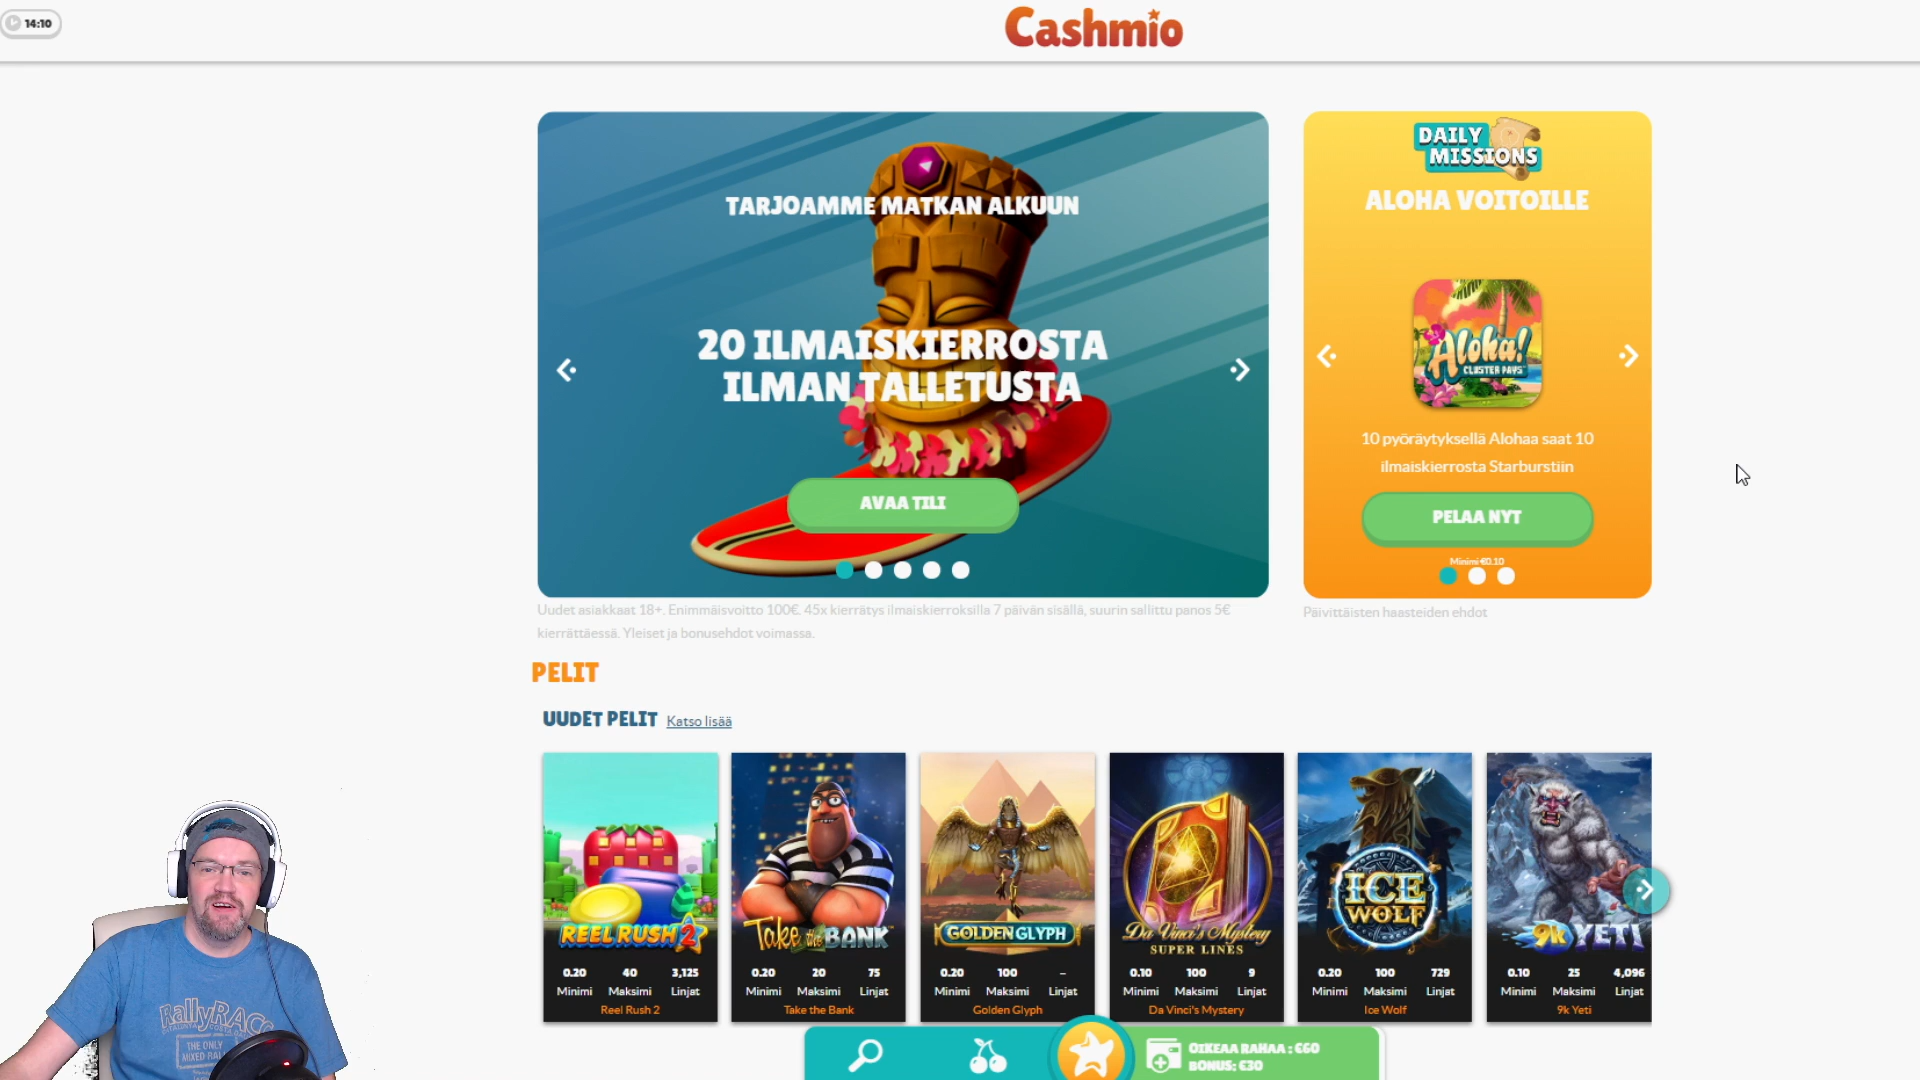 14:10
Cashmio
TARJOAMME MATKAN ALKUUN
20 ILMAISKIERROSTA
ILMAN TALLETUSTA
AVAA TILI
Uudet asiakkaat 18+. Enimmäisvoitto 100€. 45x kierrätys ilmaiskierroksilla 7 päivän sisällä, suurin sallittu panos 5€
kierrättäessä. Yleiset ja bonusehdot voimassa.
DAILY
MISSIONS
ALOHA VOITOILLE
Aloha!
CLUSTER PAYS
10 pyöräytyksellä Alohaa saat 10
ilmaiskierrosta Starburstiin
PELAA NYT
Minimi €0.10
Päivittäisten haasteiden ehdot
PELIT
UUDET PELIT Katso lisää
REEL RUSH 2
0.20 40 3,125
Minimi Maksimi Linjat
Reel Rush 2
Take the BANK
0.20 20 75
Minimi Maksimi Linjat
Take the Bank
GOLDEN GLYPH
0.20 100 –
Minimi Maksimi Linjat
Golden Glyph
Da Vinci's Mystery
SUPER LINES
0.10 100 9
Minimi Maksimi Linjat
Da Vinci's Mystery
ICE
WOLF
0.20 100 729
Minimi Maksimi Linjat
Ice Wolf
9k YETI
0.10 25 4,096
Minimi Maksimi Linjat
9k Yeti
OIKEAA RAHAA : €60
BONUS: €30
RallyRACC
THE ONLY